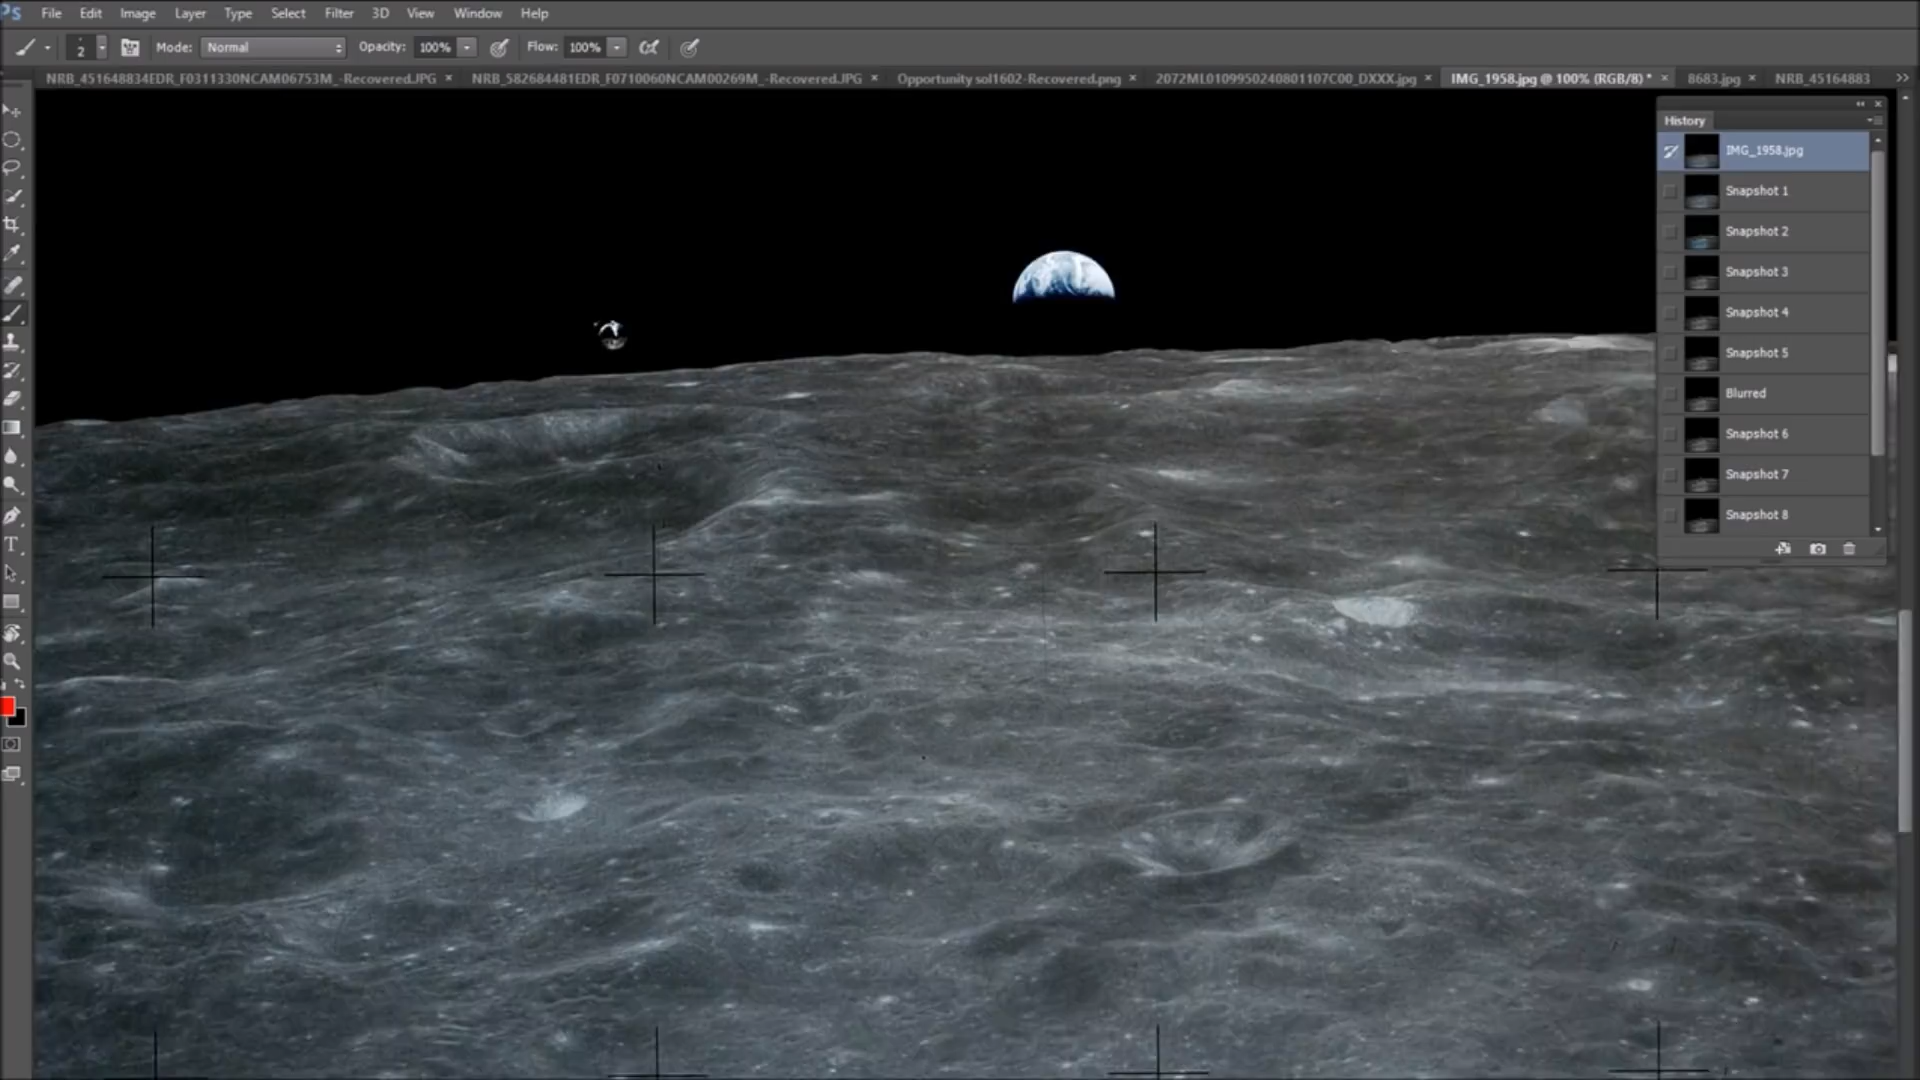 Ps File Edit Image Layer Type Select Filter 3D View Window Help
2 Mode: Normal Opacity: 100% Flow: 100%
NRB_451648834EDR_F0311330NCAM06753M_-Recovered.JPG × NRB_582684481EDR_F0710060NCAM00269M_-Recovered.JPG × Opportunity sol1602-Recovered.png × 2072ML0109950240801107C00_DXXX.jpg × IMG_1958.jpg @ 100% (RGB/8) * × 8683.jpg × NRB_45164883 >>
History
IMG_1958.jpg
Snapshot 1
Snapshot 2
Snapshot 3
Snapshot 4
Snapshot 5
Blurred
Snapshot 6
Snapshot 7
Snapshot 8
T